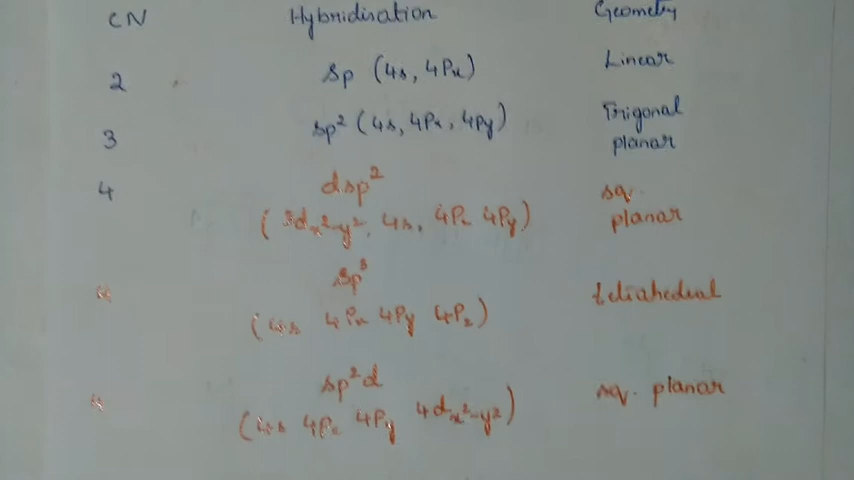 CN Hybridisation Geometry
2 sp (4s, 4Px) Linear
3 sp² (4s, 4Px, 4Py) Trigonal
planar
4 dsp² sq.
(3dx²-y², 4s, 4Px 4Py) planar
4 sp³ tetrahedral
(4s 4Px 4Py 4Pz)
4 sp²d sq. planar
(4s 4Px 4Py 4dx²-y²)